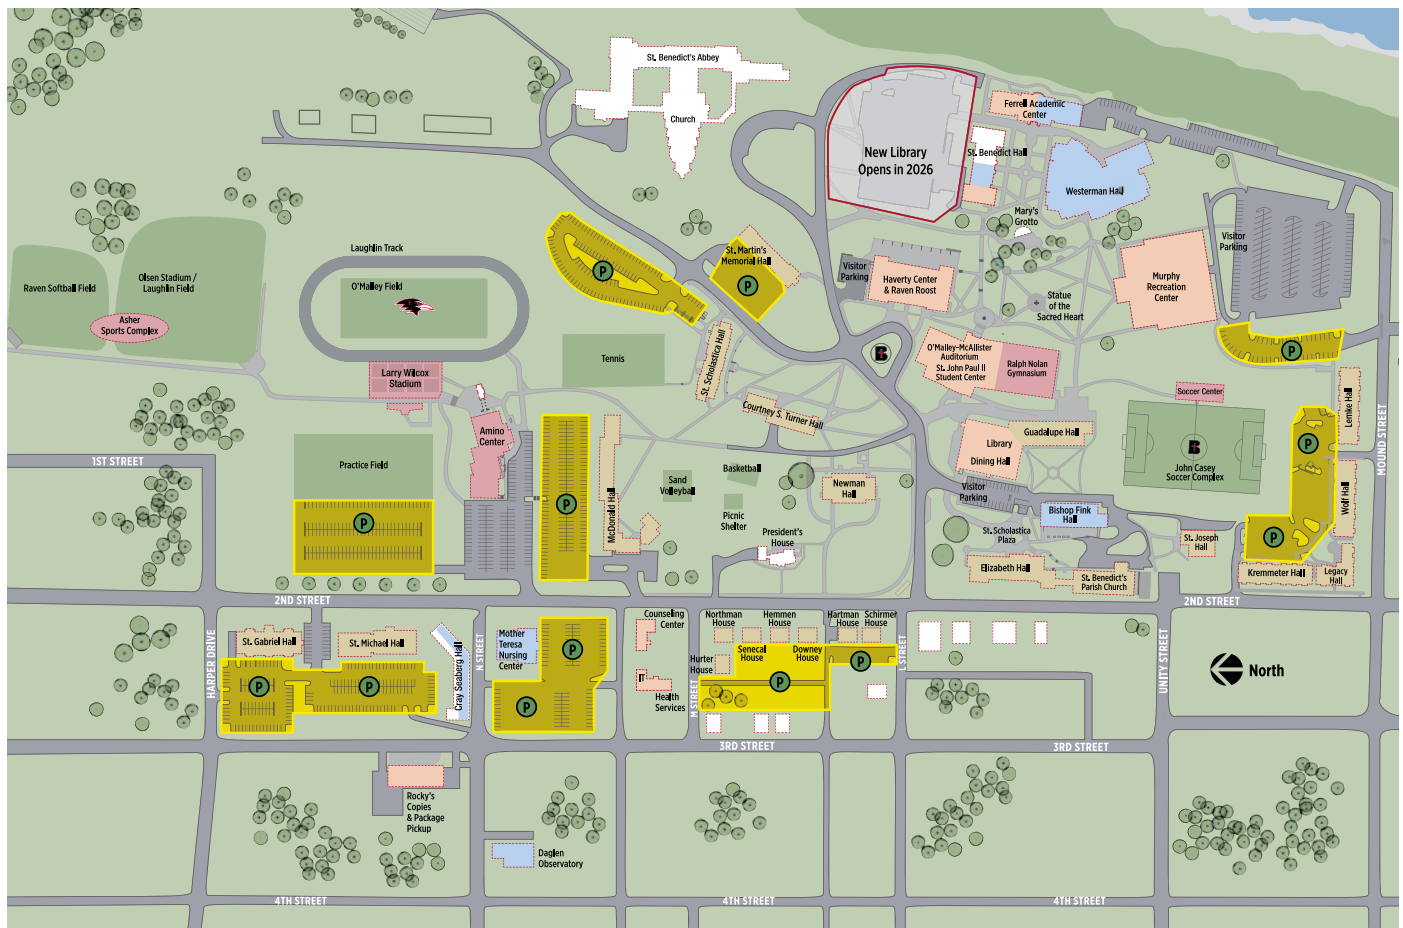 St. Benedict's Abbey
Church
New Library
Opens in 2026
Ferrell Academic
Center
St. Benedict Hall
Westerman Hall
Mary's
Grotto
Visitor
Parking
Laughlin Track
O'Malley Field
Olsen Stadium /
Laughlin Field
Raven Softball Field
Asher
Sports Complex
P
St. Martin's
Memorial Hall
P
Visitor
Parking
Haverty Center
& Raven Roost
Statue
of the
Sacred Heart
Murphy
Recreation
Center
P
Larry Wilcox
Stadium
Tennis
St. Scholastica Hall
B
O'Malley-McAllister
Auditorium
St. John Paul II
Student Center
Ralph Nolan
Gymnasium
Soccer Center
Lemke Hall
MOUND STREET
Courtney S. Turner Hall
Amino
Center
Guadalupe Hall
Library
Dining Hall
B
John Casey
Soccer Complex
P
1ST STREET
Practice Field
P
P
McDonald Hall
Sand
Volleyball
Basketball
Picnic
Shelter
Newman
Hall
President's
House
Visitor
Parking
Bishop Fink
Hall
St. Scholastica
Plaza
Wolf Hall
P
St. Joseph
Hall
Elizabeth Hall
St. Benedict's
Parish Church
Kremmeter Hall
Legacy
Hall
2ND STREET
2ND STREET
HARPER DRIVE
St. Gabriel Hall
St. Michael Hall
Cray Seaberg Hall
N STREET
Mother
Teresa
Nursing
Center
P
P
Counseling
Center
IT
Health
Services
M STREET
Northman
House
Hemmen
House
Hartman
House
Schirmer
House
Senecal
House
Downey
House
Hurter
House
P
P
L STREET
UNITY STREET
North
P
P
3RD STREET
3RD STREET
Rocky's
Copies
& Package
Pickup
Daglen
Observatory
4TH STREET
4TH STREET
4TH STREET